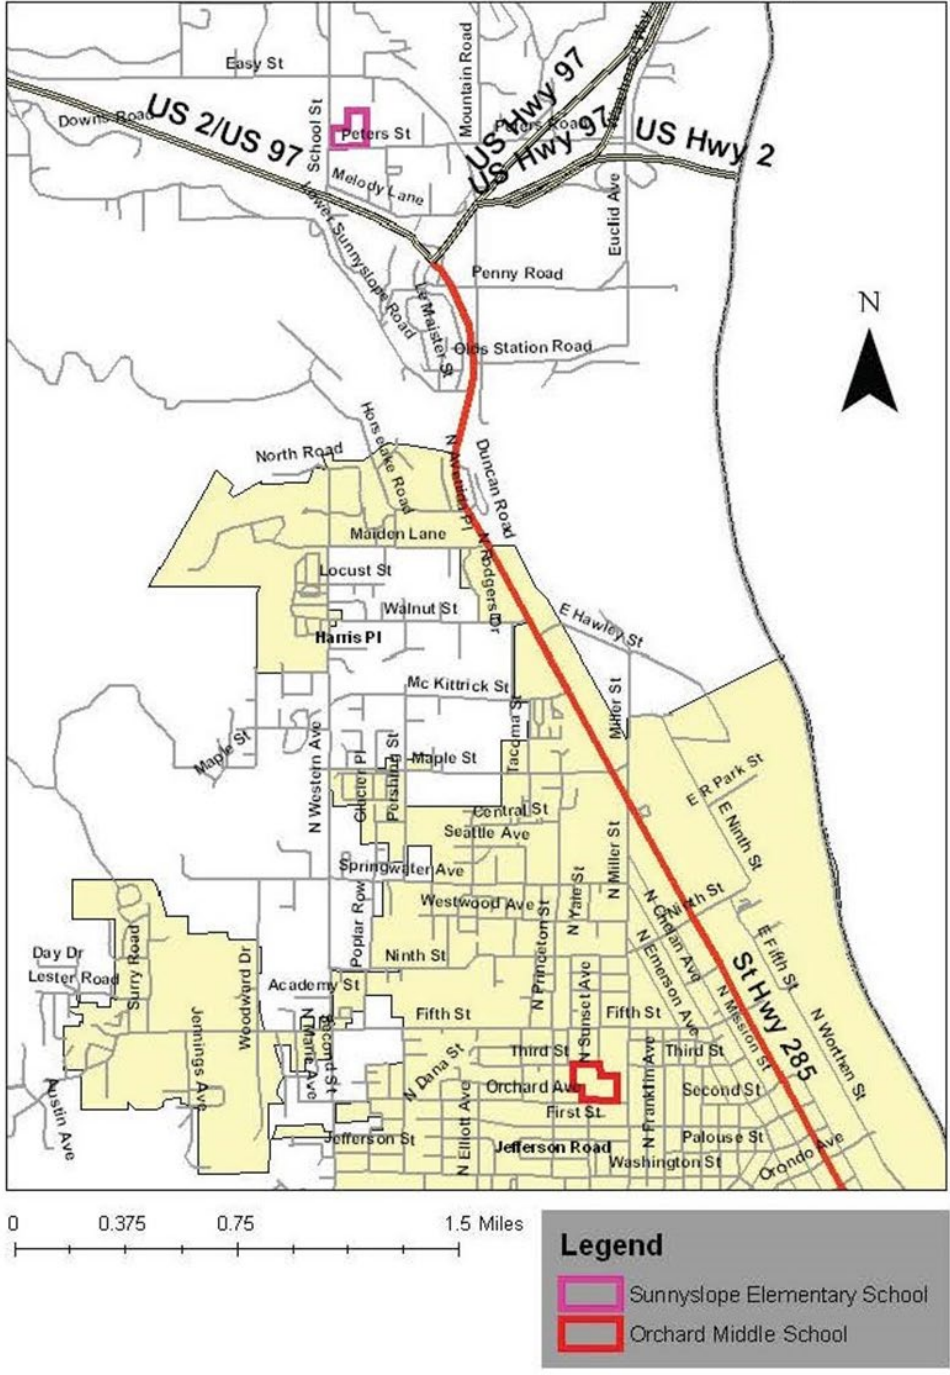 Easy St
Mountain Road
US Hwy 97
Downs Road
US 2/US 97
School St
Peters St
Peters Road
US Hwy 97
US Hwy 2
Melody Lane
Lower Sunnyslope Road
Euclid Ave
Penny Road
Le Maister St
Olds Station Road
N
North Road
Horselake Road
N Avenida Pl
Duncan Road
Maiden Lane
N Rodgers Dr
Locust St
Walnut St
E Hawley St
Harris Pl
Mc Kittrick St
Tacoma St
Miller St
Maple St
N Western Ave
Glacier Pl
Pershing St
Maple St
E R Park St
Central St
Seattle Ave
E Ninth St
N Miller St
Springwater Ave
Poplar Row
Westwood Ave
N Yale St
N Princeton St
N Chelan Ave
Ninth St
Day Dr
Lester Road
Surry Road
Woodward Dr
Ninth St
N Emerson Ave
E Fifth St
St Hwy 285
Academy St
N Sunset Ave
Fifth St
Fifth St
N Mission St
N Worthen St
Jennings Ave
N Marie Ave
N Dana St
Third St
Third St
Orchard Ave
N Franklin Ave
Second St
Austin Ave
First St
Jefferson St
N Elliott Ave
Jefferson Road
Palouse St
Washington St
Orondo Ave
0 0.375 0.75 1.5 Miles
Legend
Sunnyslope Elementary School
Orchard Middle School